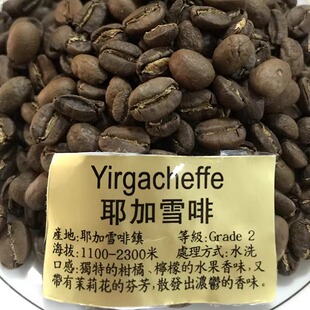 Yirgacheffe
耶加雪啡
產地:耶加雪啡鎮 等級:Grade 2
海拔:1100-2300米 處理方式:水洗
口感:獨特的柑橘、檸檬的水果香味,又
帶有茉莉花的芬芳,散發出濃鬱的香味。